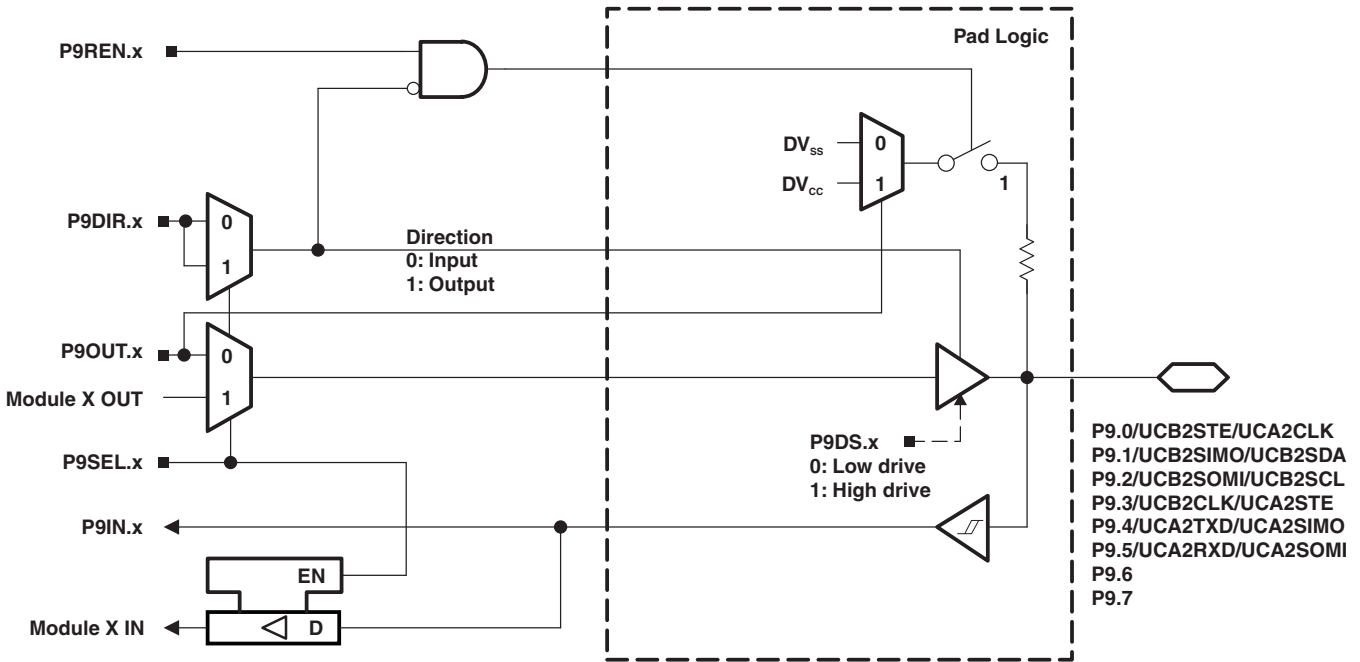 Pad Logic
P9REN.x
DVss
0
DVcc
1
1
P9DIR.x
0
1
Direction
0: Input
1: Output
P9OUT.x
0
Module X OUT
1
P9DS.x
0: Low drive
1: High drive
P9SEL.x
P9IN.x
EN
Module X IN
D
P9.0/UCB2STE/UCA2CLK
P9.1/UCB2SIMO/UCB2SDA
P9.2/UCB2SOMI/UCB2SCL
P9.3/UCB2CLK/UCA2STE
P9.4/UCA2TXD/UCA2SIMO
P9.5/UCA2RXD/UCA2SOMI
P9.6
P9.7